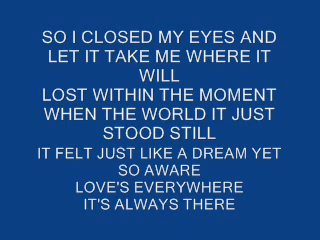 SO I CLOSED MY EYES AND
LET IT TAKE ME WHERE IT
WILL
LOST WITHIN THE MOMENT
WHEN THE WORLD IT JUST
STOOD STILL
IT FELT JUST LIKE A DREAM YET
SO AWARE
LOVE'S EVERYWHERE
IT'S ALWAYS THERE